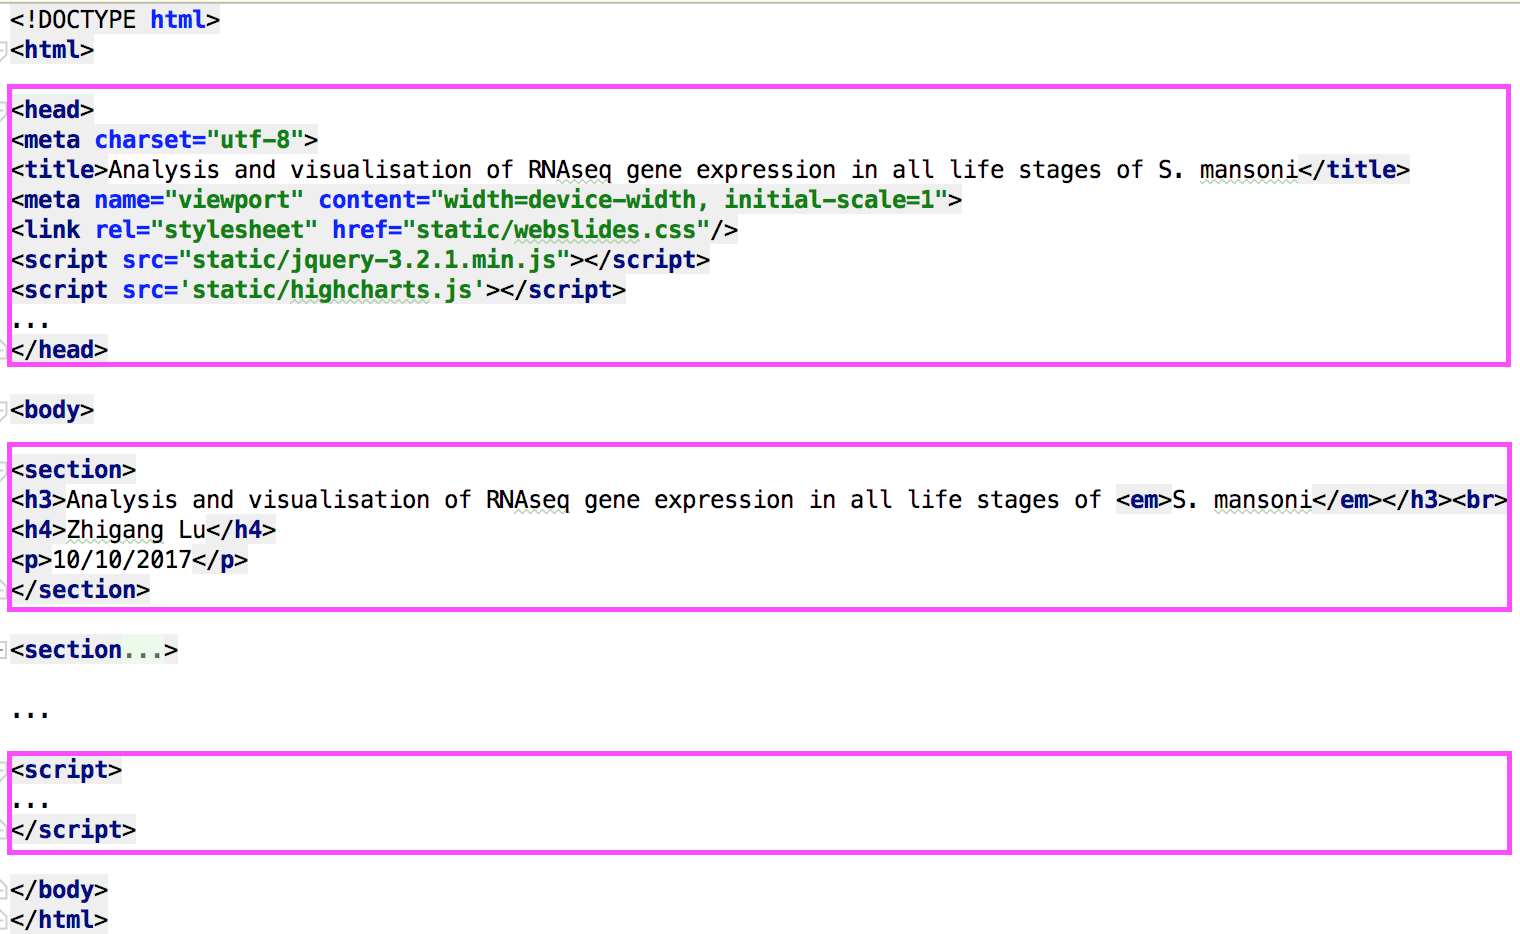 <!DOCTYPE html>
<html>
<head>
<meta charset="utf-8">
<title>Analysis and visualisation of RNAseq gene expression in all life stages of S. mansoni</title>
<meta name="viewport" content="width=device-width, initial-scale=1">
<link rel="stylesheet" href="static/webslides.css"/>
<script src="static/jquery-3.2.1.min.js"></script>
<script src='static/highcharts.js'></script>
...
</head>
<body>
<section>
<h3>Analysis and visualisation of RNAseq gene expression in all life stages of <em>S. mansoni</em></h3><br>
<h4>Zhigang Lu</h4>
<p>10/10/2017</p>
</section>
<section...>
...
<script>
...
</script>
</body>
</html>